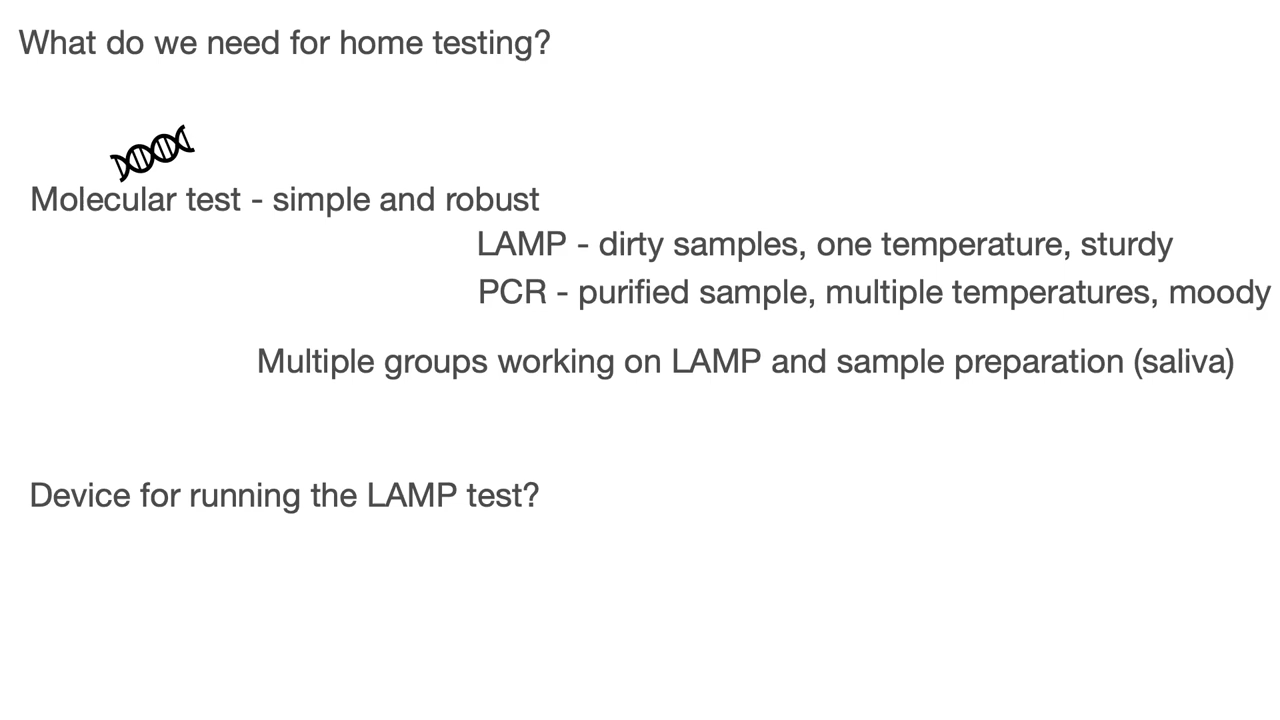 What do we need for home testing?
Molecular test - simple and robust
LAMP - dirty samples, one temperature, sturdy
PCR - purified sample, multiple temperatures, moody
Multiple groups working on LAMP and sample preparation (saliva)
Device for running the LAMP test?